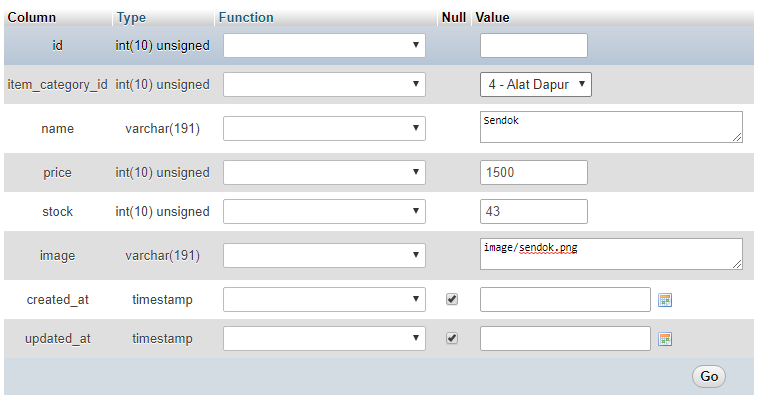 Column Type Function Null Value
id int(10) unsigned
item_category_id int(10) unsigned 4 - Alat Dapur
name varchar(191) Sendok
price int(10) unsigned 1500
stock int(10) unsigned 43
image varchar(191) image/sendok.png
created_at timestamp
updated_at timestamp
Go